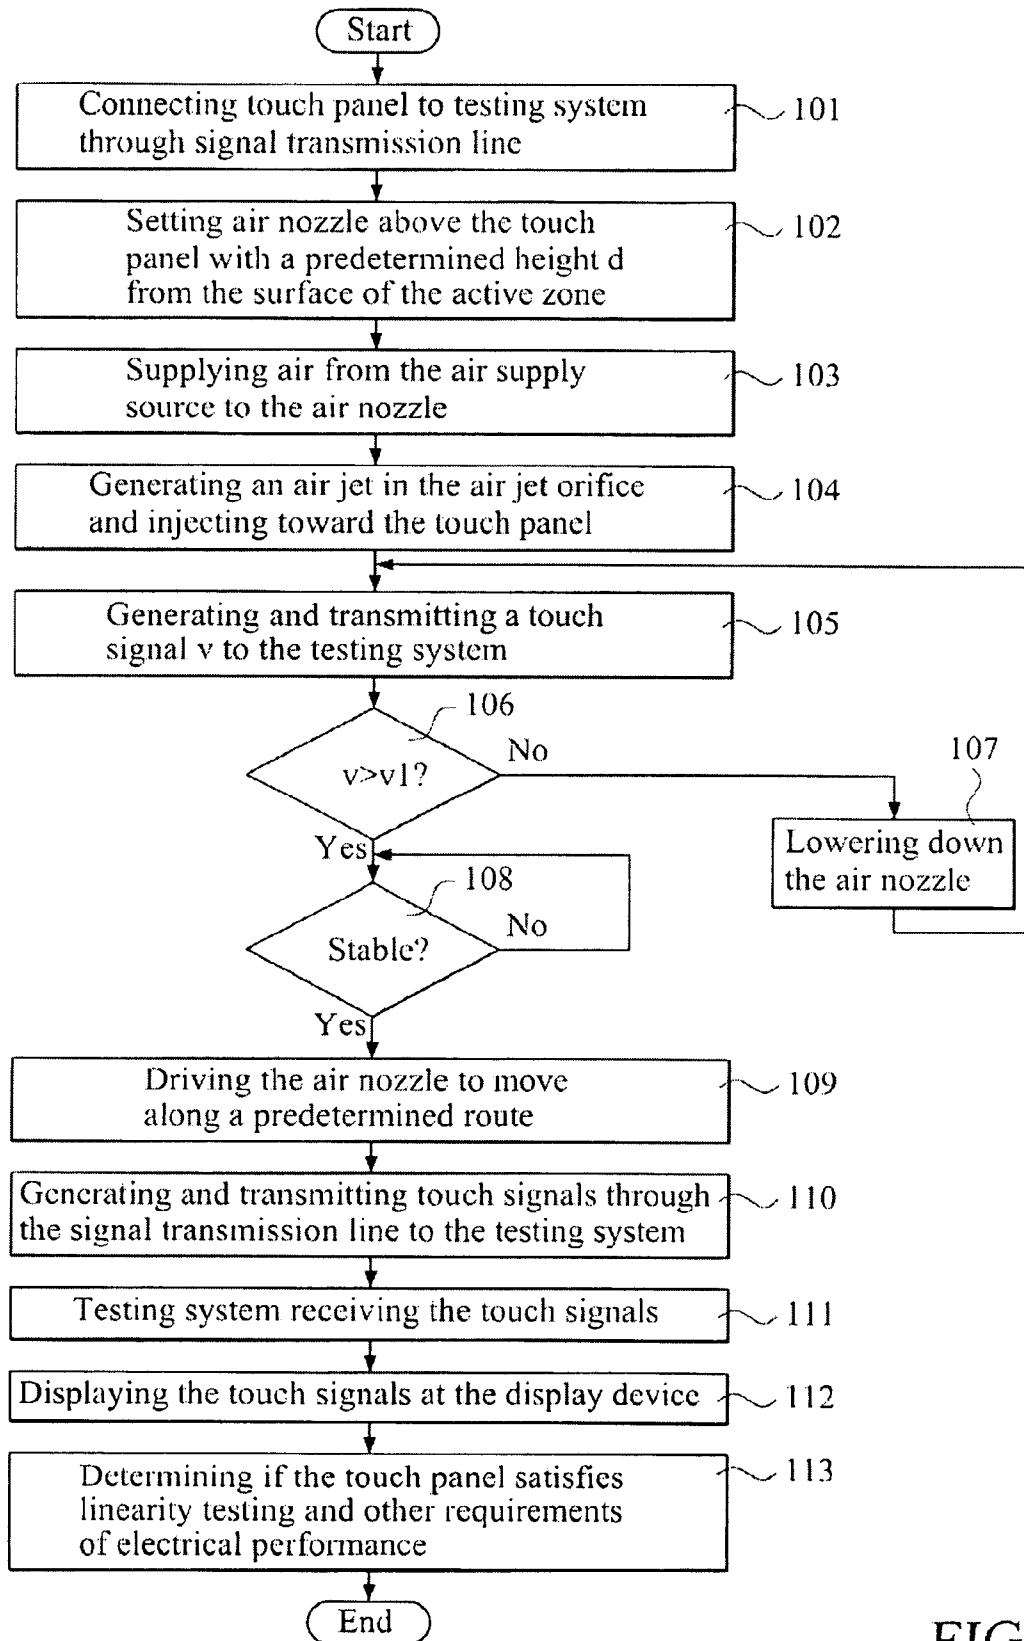 Start
Connecting touch panel to testing system
through signal transmission line
101
Setting air nozzle above the touch
panel with a predetermined height d
from the surface of the active zone
102
Supplying air from the air supply
source to the air nozzle
103
Generating an air jet in the air jet orifice
and injecting toward the touch panel
104
Generating and transmitting a touch
signal v to the testing system
105
106
v>v1?
No
Yes
107
Lowering down
the air nozzle
108
Stable?
No
Yes
Driving the air nozzle to move
along a predetermined route
109
Generating and transmitting touch signals through
the signal transmission line to the testing system
110
Testing system receiving the touch signals
111
Displaying the touch signals at the display device
112
Determining if the touch panel satisfies
linearity testing and other requirements
of electrical performance
113
End
FIG